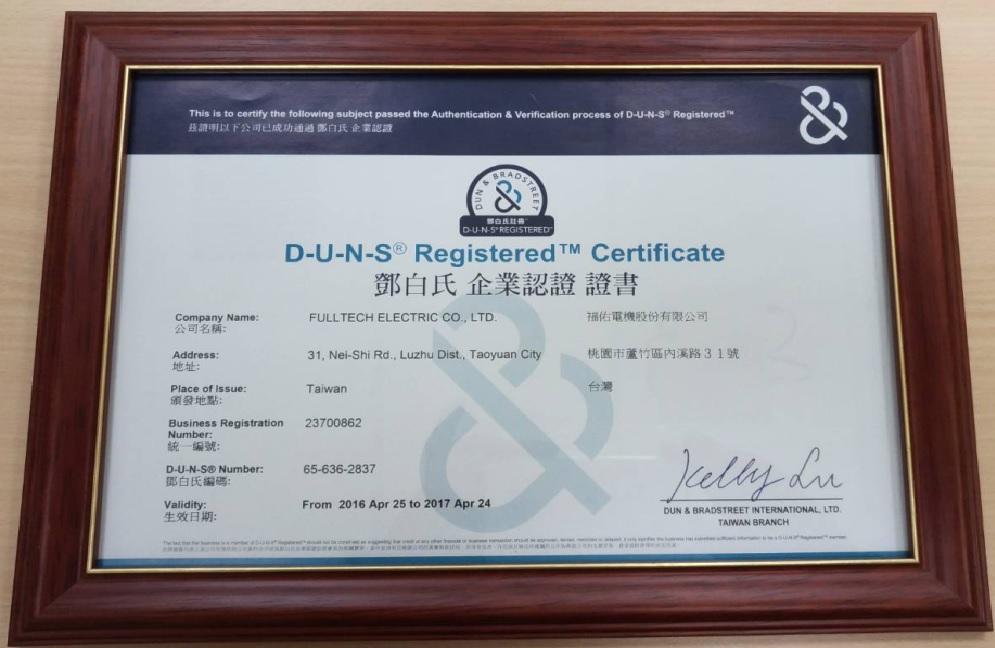 This is to certify the following subject passed the Authentication & Verification process of D-U-N-S® Registered™
茲證明以下公司已成功通過 鄧白氏 企業認證
DUN & BRADSTREET
鄧白氏註冊™
D-U-N-S® REGISTERED™
D-U-N-S® Registered™ Certificate
鄧白氏 企業認證 證書
Company Name: FULLTECH ELECTRIC CO., LTD. 福佑電機股份有限公司
公司名稱:
Address: 31, Nei-Shi Rd., Luzhu Dist., Taoyuan City 桃園市蘆竹區內溪路31號
地址:
Place of Issue: Taiwan 台灣
頒發地點:
Business Registration 23700862
Number:
統一編號:
D-U-N-S® Number: 65-636-2837
鄧白氏編碼:
Validity: From 2016 Apr 25 to 2017 Apr 24
生效日期:
Kelly Lu
DUN & BRADSTREET INTERNATIONAL, LTD.
TAIWAN BRANCH